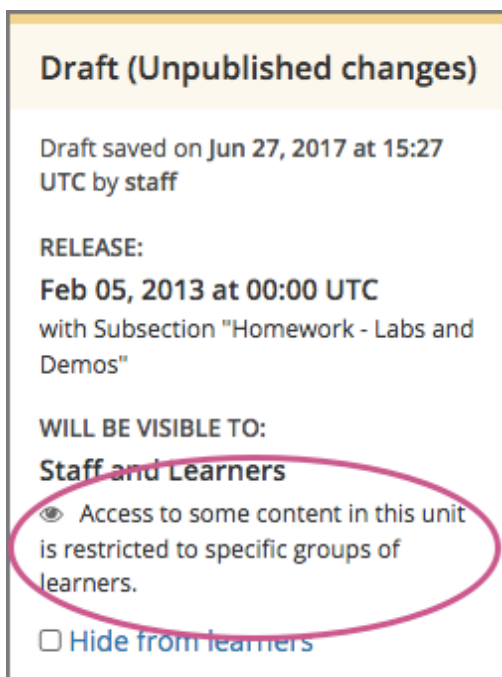 Draft (Unpublished changes)
Draft saved on Jun 27, 2017 at 15:27
UTC by staff
RELEASE:
Feb 05, 2013 at 00:00 UTC
with Subsection "Homework - Labs and
Demos"
WILL BE VISIBLE TO:
Staff and Learners
Access to some content in this unit
is restricted to specific groups of
learners.
Hide from learners